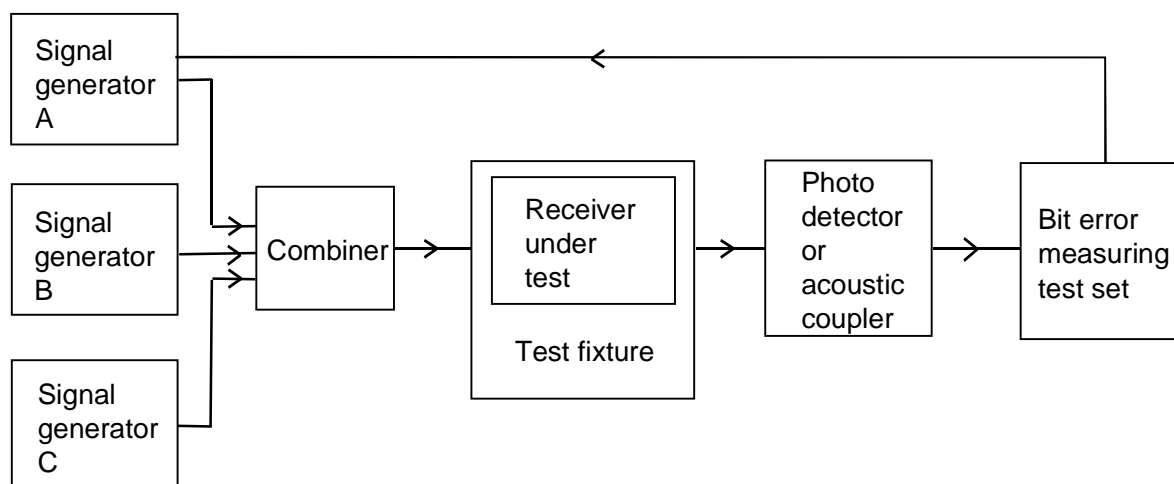 Signal
generator
A
Signal
generator
B
Signal
generator
C
Combiner
Receiver
under
test
Test fixture
Photo
detector
or
acoustic
coupler
Bit error
measuring
test set